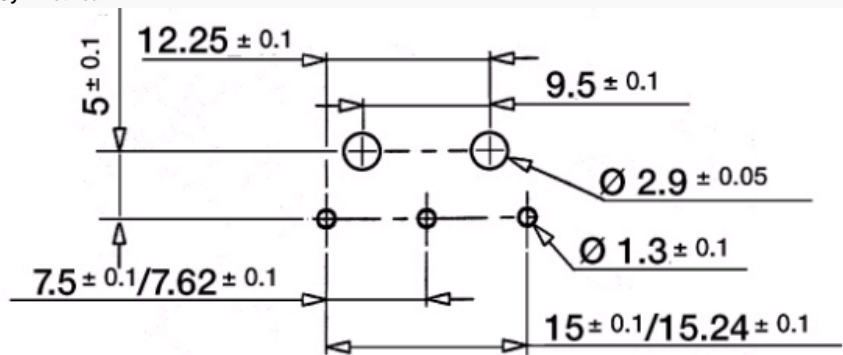 12.25 ± 0.1
5 ± 0.1
9.5 ± 0.1
Ø 2.9 ± 0.05
Ø 1.3 ± 0.1
7.5 ± 0.1/7.62 ± 0.1
15 ± 0.1/15.24 ± 0.1